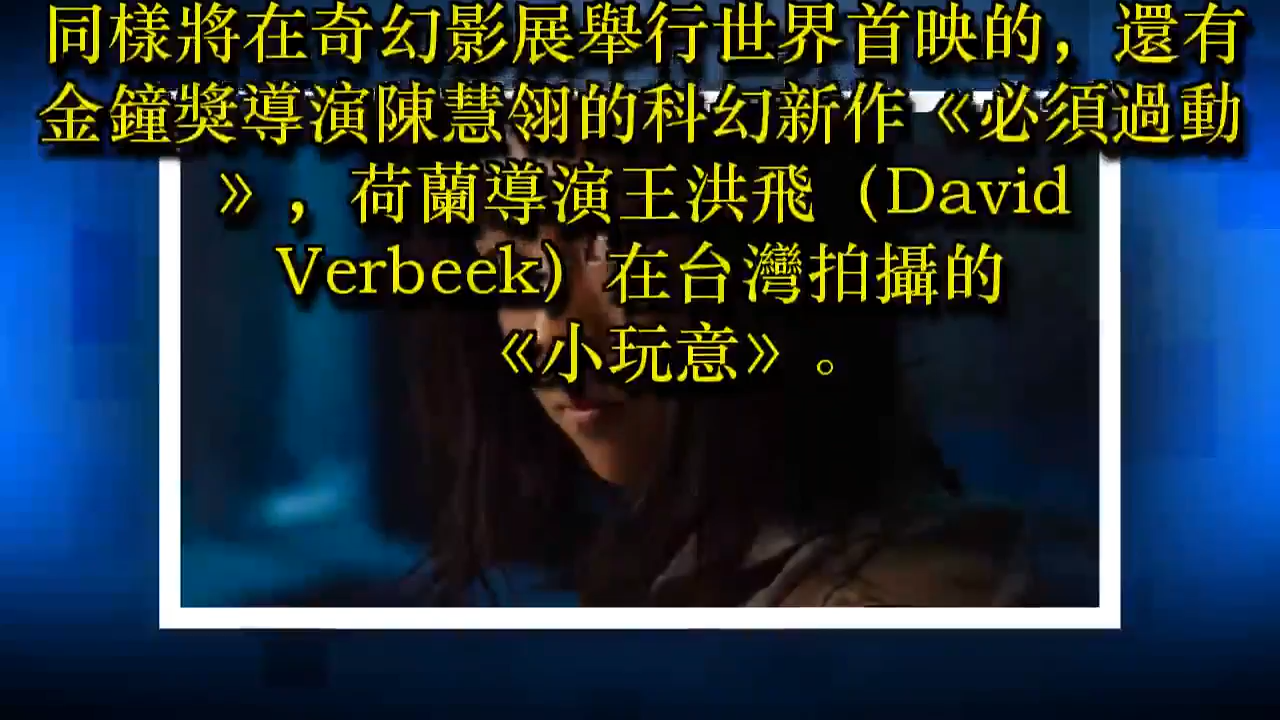 同樣將在奇幻影展舉行世界首映的，還有
金鐘獎導演陳慧翎的科幻新作《必須過動
》，荷蘭導演王洪飛（David
Verbeek）在台灣拍攝的
《小玩意》。